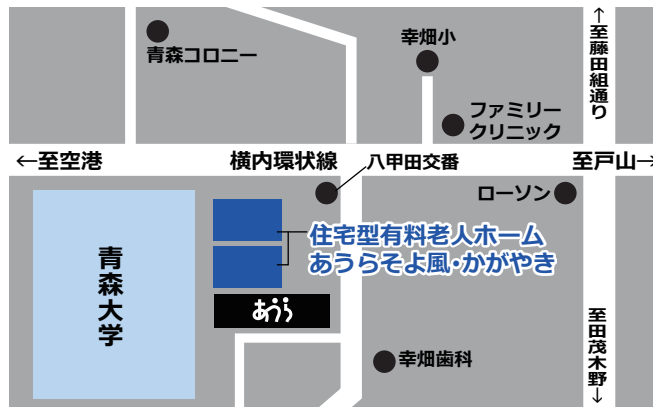 青森コロニー
幸畑小
ファミリー
クリニック
←至藤田組通り
←至空港
横内環状線
八甲田交番
至戸山→
ローソン
住宅型有料老人ホーム
あうらそよ風・かがやき
青森大学
あうら
幸畑歯科
至田茂木野→